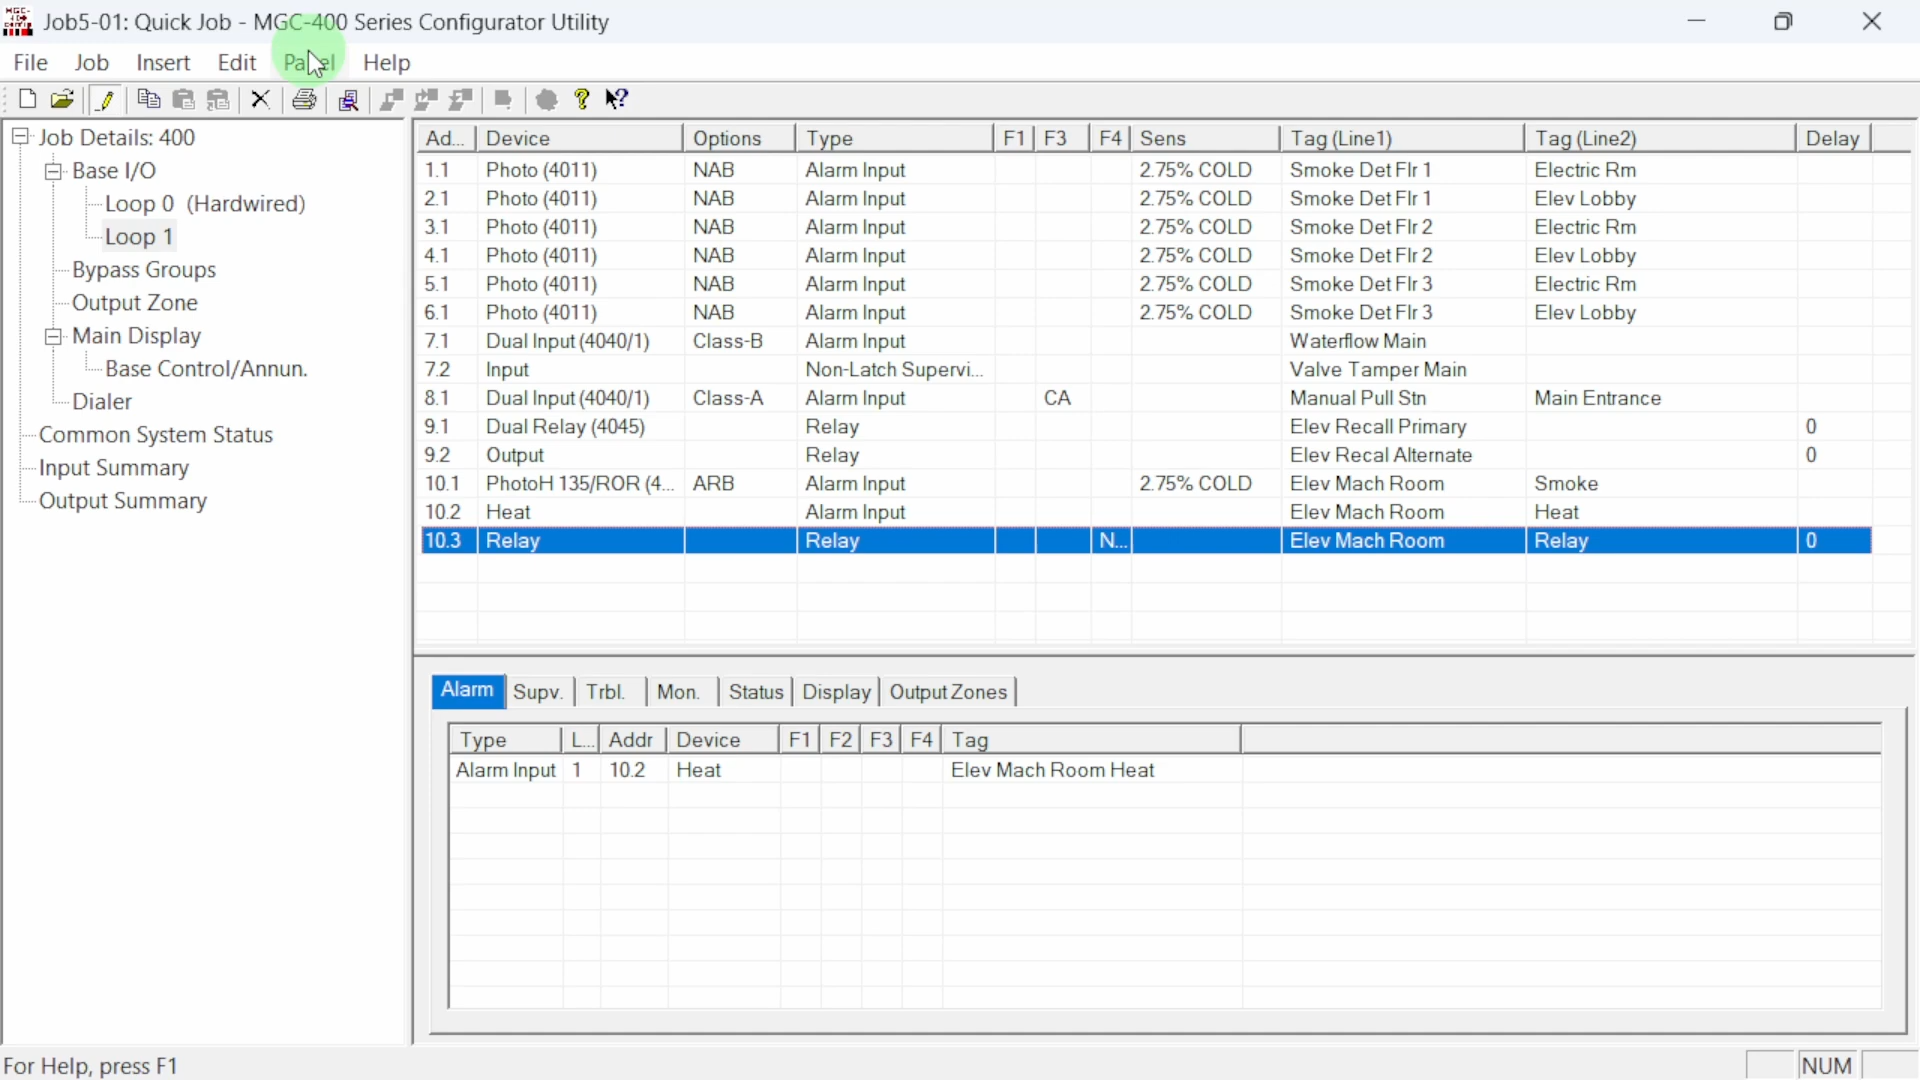 Job5-01: Quick Job - MGC-400 Series Configurator Utility
File Job Insert Edit Panel Help
Job Details: 400
Base I/O
Loop 0 (Hardwired)
Loop 1
Bypass Groups
Output Zone
Main Display
Base Control/Annun.
Dialer
Common System Status
Input Summary
Output Summary
Ad... Device Options Type F1 F3 F4 Sens Tag (Line1) Tag (Line2) Delay
1.1 Photo (4011) NAB Alarm Input 2.75% COLD Smoke Det Flr 1 Electric Rm
2.1 Photo (4011) NAB Alarm Input 2.75% COLD Smoke Det Flr 1 Elev Lobby
3.1 Photo (4011) NAB Alarm Input 2.75% COLD Smoke Det Flr 2 Electric Rm
4.1 Photo (4011) NAB Alarm Input 2.75% COLD Smoke Det Flr 2 Elev Lobby
5.1 Photo (4011) NAB Alarm Input 2.75% COLD Smoke Det Flr 3 Electric Rm
6.1 Photo (4011) NAB Alarm Input 2.75% COLD Smoke Det Flr 3 Elev Lobby
7.1 Dual Input (4040/1) Class-B Alarm Input Waterflow Main
7.2 Input Non-Latch Supervi... Valve Tamper Main
8.1 Dual Input (4040/1) Class-A Alarm Input CA Manual Pull Stn Main Entrance
9.1 Dual Relay (4045) Relay Elev Recall Primary 0
9.2 Output Relay Elev Recal Alternate 0
10.1 PhotoH 135/ROR (4... ARB Alarm Input 2.75% COLD Elev Mach Room Smoke
10.2 Heat Alarm Input Elev Mach Room Heat
10.3 Relay Relay N... Elev Mach Room Relay 0
Alarm Supv. Trbl. Mon. Status Display Output Zones
Type L... Addr Device F1 F2 F3 F4 Tag
Alarm Input 1 10.2 Heat Elev Mach Room Heat
For Help, press F1
NUM